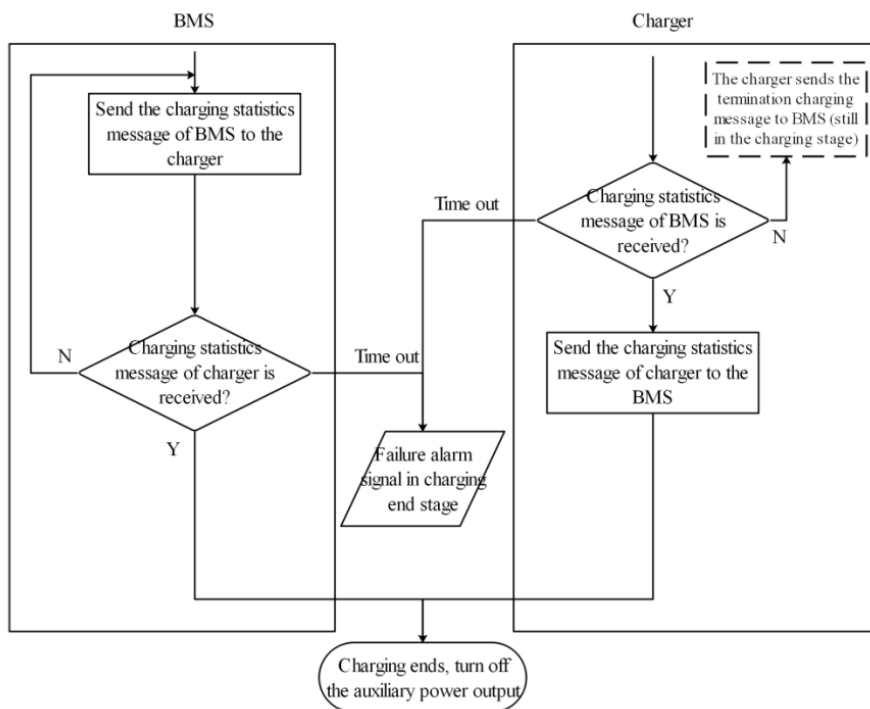 BMS
Charger
Send the charging statistics
message of BMS to the
charger
The charger sends the
termination charging
message to BMS (still
in the charging stage)
Time out
Charging statistics
message of BMS is
received?
N
Y
N
Charging statistics
message of charger is
received?
Time out
Send the charging statistics
message of charger to the
BMS
Y
Failure alarm
signal in charging
end stage
Charging ends, turn off
the auxiliary power output